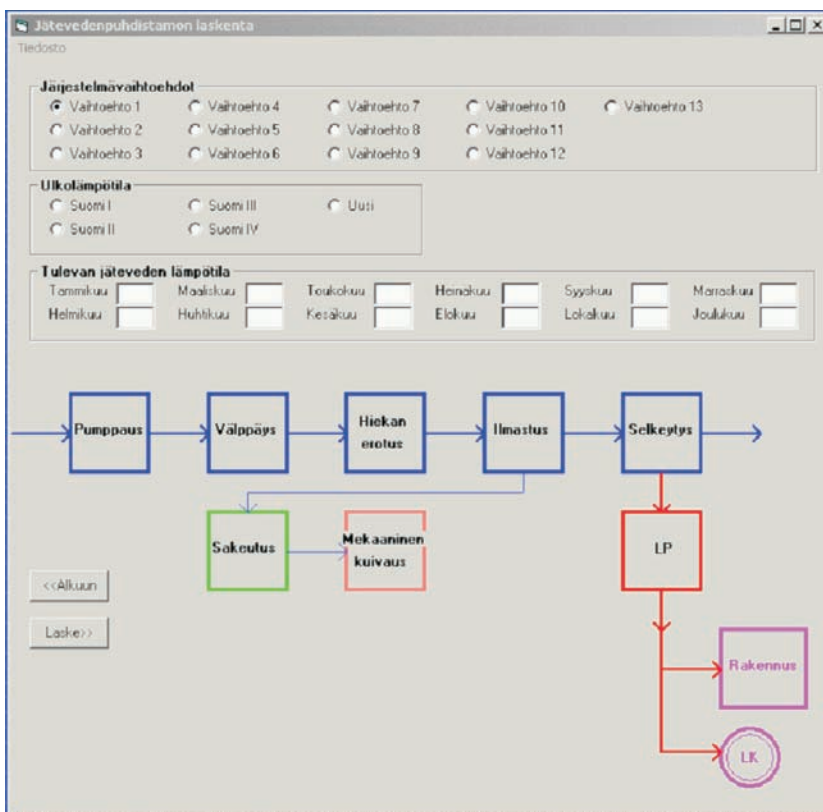 Jätevedenpuhdistamon laskenta
Tiedosto
Järjestelmävaihtoehdot
Vaihtoehto 1 Vaihtoehto 4 Vaihtoehto 7 Vaihtoehto 10 Vaihtoehto 13
Vaihtoehto 2 Vaihtoehto 5 Vaihtoehto 8 Vaihtoehto 11
Vaihtoehto 3 Vaihtoehto 6 Vaihtoehto 9 Vaihtoehto 12
Ulkolämpötila
Suomi I Suomi III Uusi
Suomi II Suomi IV
Tulevan jäteveden lämpötila
Tammikuu Maaliskuu Toukokuu Heinäkuu Syyskuu Marraskuu
Helmikuu Huhtikuu Kesäkuu Elokuu Lokakuu Joulukuu
Pumppaus Välppäys Hiekan erotus Ilmastus Selkeytys
Sakeutus Mekaaninen kuivaus LP
<<Alkuun
Laske>>
Rakennus
LK